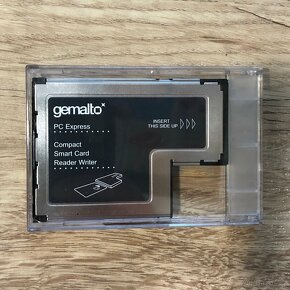 gemalto
PC Express
INSERT
THIS SIDE UP
Compact
Smart Card
Reader Writer